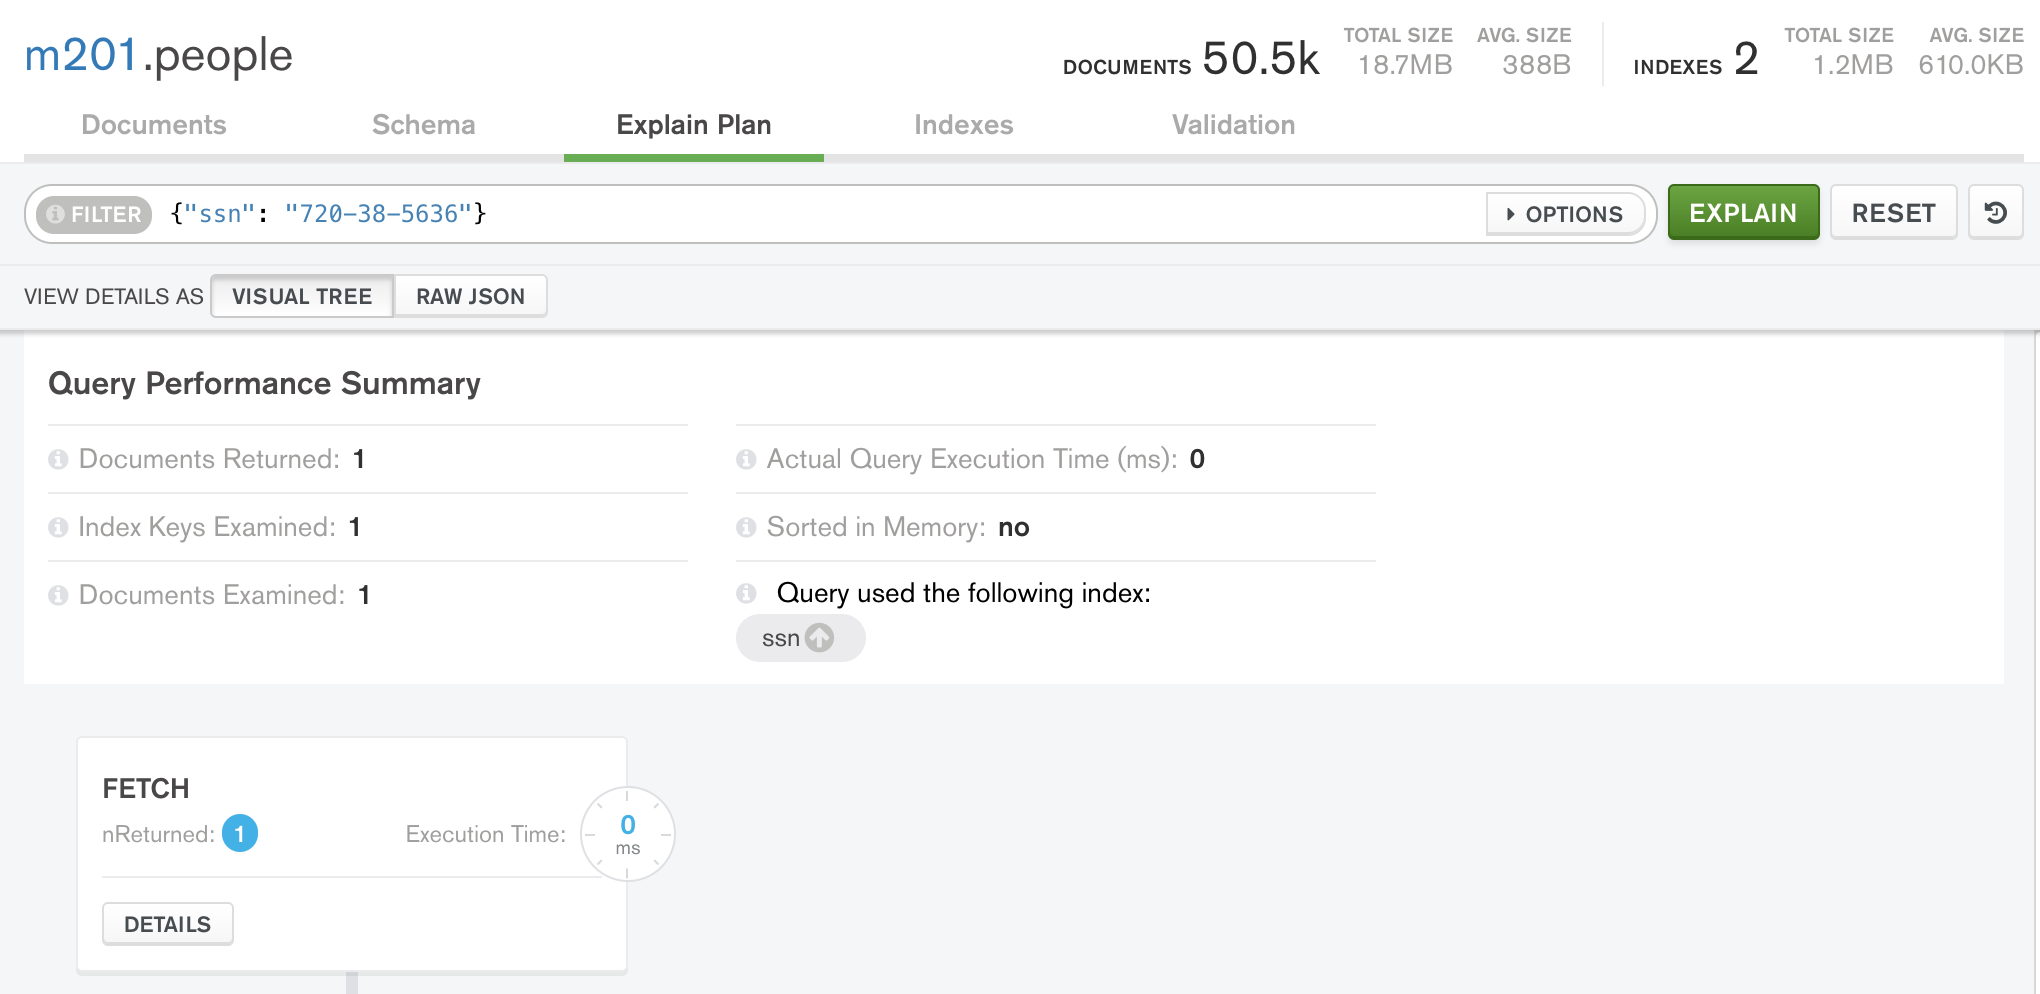 m201.people
DOCUMENTS 50.5k TOTAL SIZE 18.7MB AVG. SIZE 388B INDEXES 2 TOTAL SIZE 1.2MB AVG. SIZE 610.0KB
Documents Schema Explain Plan Indexes Validation
FILTER {"ssn": "720-38-5636"} OPTIONS EXPLAIN RESET
VIEW DETAILS AS VISUAL TREE RAW JSON
Query Performance Summary
Documents Returned: 1
Index Keys Examined: 1
Documents Examined: 1
Actual Query Execution Time (ms): 0
Sorted in Memory: no
Query used the following index:
ssn
FETCH
nReturned: 1 Execution Time: 0 ms
DETAILS